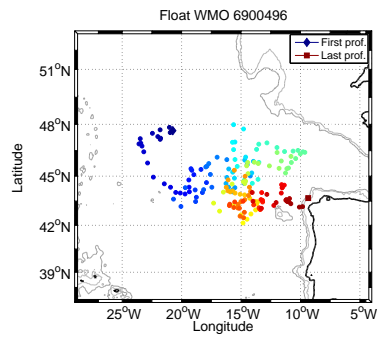 Float WMO 6900496
First prof.
Last prof.
51°N
48°N
45°N
42°N
39°N
Latitude
25°W
20°W
15°W
10°W
5°W
Longitude